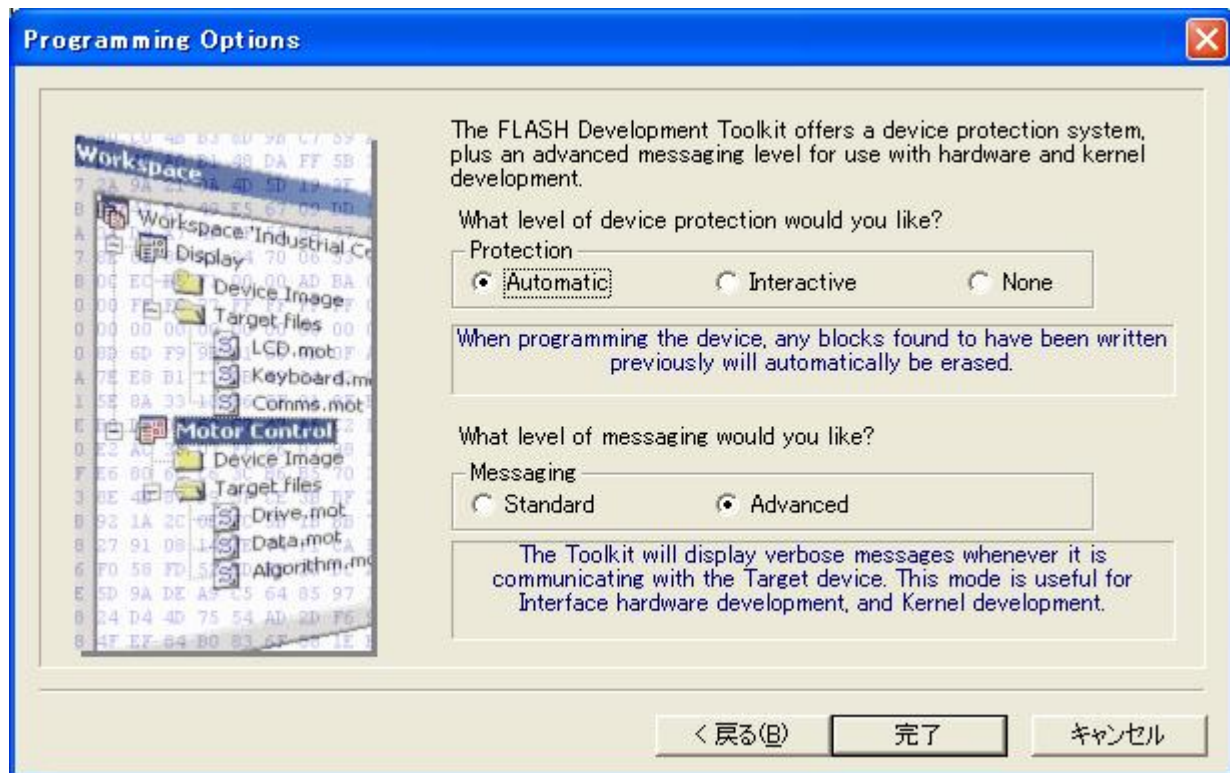 Programming Options
Workspace
Workspace 'Industrial Co
Display
Device Image
Target files
LCD.mot
Keyboard.m
Comms.mot
Motor Control
Device Image
Target files
Drive.mot
Data.mot
Algorithm.m
The FLASH Development Toolkit offers a device protection system,
plus an advanced messaging level for use with hardware and kernel
development.
What level of device protection would you like?
Protection
Automatic
Interactive
None
When programming the device, any blocks found to have been written
previously will automatically be erased.
What level of messaging would you like?
Messaging
Standard
Advanced
The Toolkit will display verbose messages whenever it is
communicating with the Target device. This mode is useful for
Interface hardware development, and Kernel development.
< 戻る(B)
完了
キャンセル